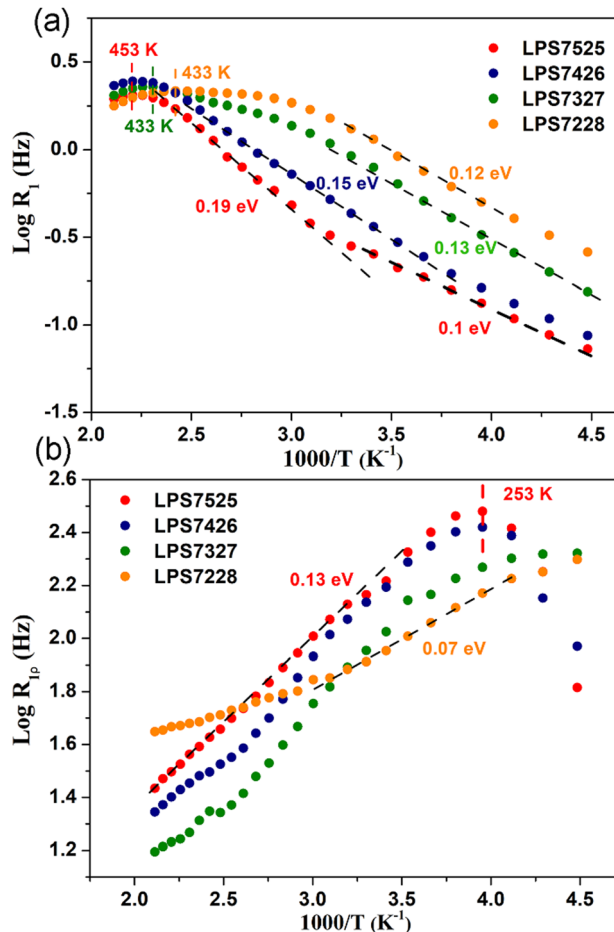 (a)
453 K
433 K
433 K
LPS7525
LPS7426
LPS7327
LPS7228
0.12 eV
0.15 eV
0.19 eV
0.13 eV
0.1 eV
Log R1 (Hz)
0.5
0.0
-0.5
-1.0
-1.5
2.0 2.5 3.0 3.5 4.0 4.5
1000/T (K-1)
(b)
LPS7525
LPS7426
LPS7327
LPS7228
253 K
0.13 eV
0.07 eV
Log R1ρ (Hz)
2.6
2.4
2.2
2.0
1.8
1.6
1.4
1.2
2.0 2.5 3.0 3.5 4.0 4.5
1000/T (K-1)